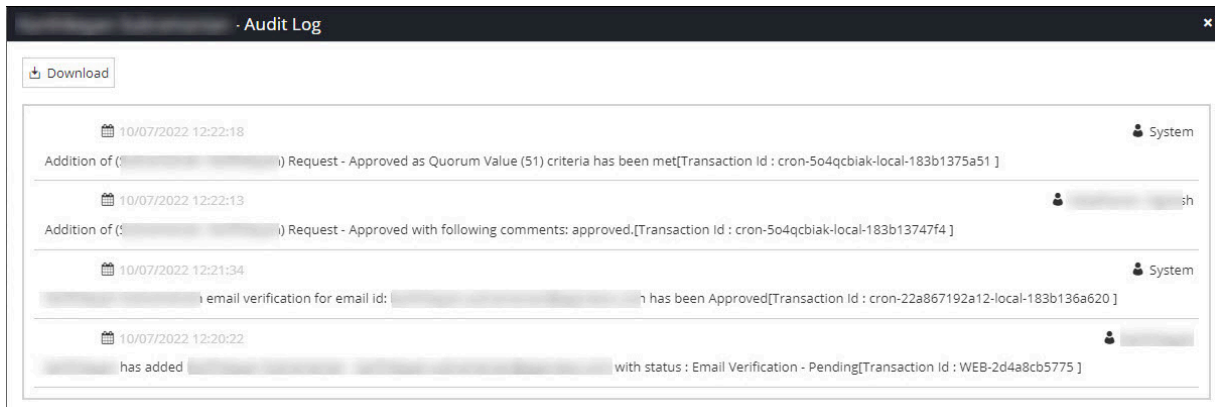 - Audit Log
Download
10/07/2022 12:22:18
System
Addition of ( ) Request - Approved as Quorum Value (51) criteria has been met[Transaction Id : cron-5o4qcbiak-local-183b1375a51 ]
10/07/2022 12:22:13
sh
Addition of ( ) Request - Approved with following comments: approved.[Transaction Id : cron-5o4qcbiak-local-183b13747f4 ]
10/07/2022 12:21:34
System
email verification for email id: has been Approved[Transaction Id : cron-22a867192a12-local-183b136a620 ]
10/07/2022 12:20:22
has added with status : Email Verification - Pending[Transaction Id : WEB-2d4a8cb5775 ]